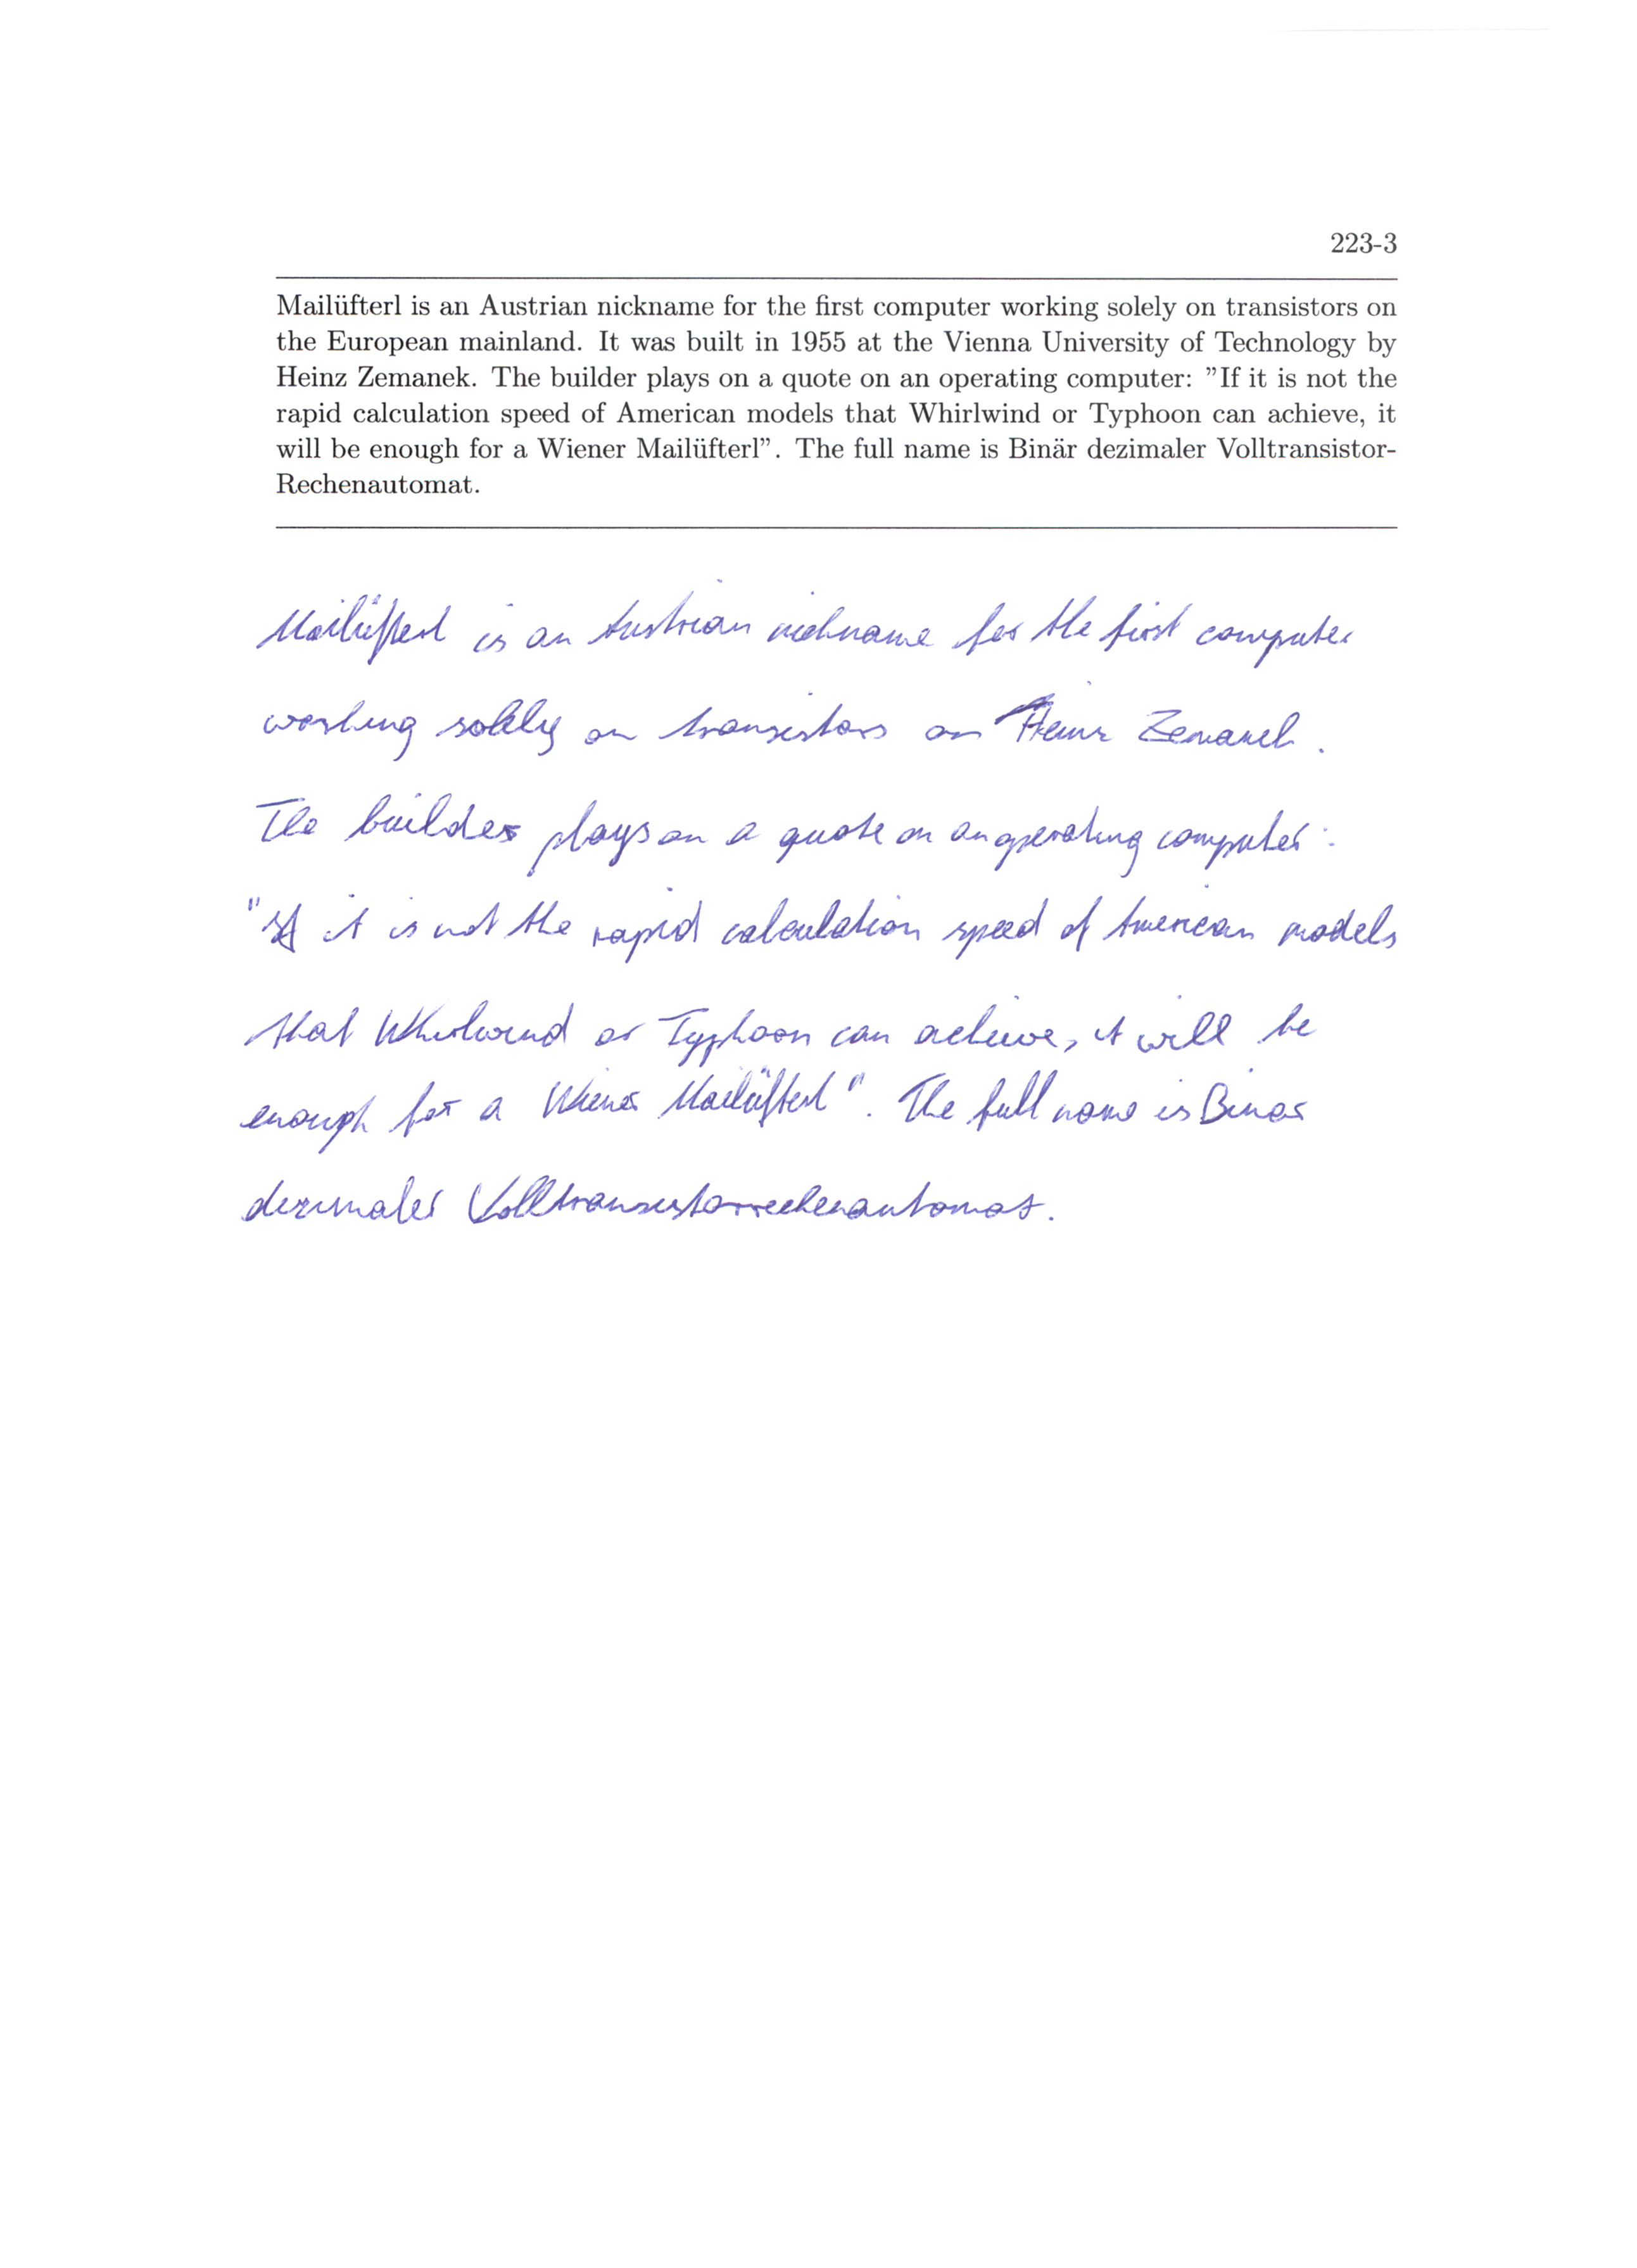 223-3
Mailüfterl is an Austrian nickname for the first computer working solely on transistors on
the European mainland. It was built in 1955 at the Vienna University of Technology by
Heinz Zemanek. The builder plays on a quote on an operating computer: ”If it is not the
rapid calculation speed of American models that Whirlwind or Typhoon can achieve, it
will be enough for a Wiener Mailüfterl”. The full name is Binär dezimaler Volltransistor-
Rechenautomat.
Mailüfterl is an Austrian nickname for the first computer
working solely on transistors on Heinz Zemanek.
The builder plays on a quote on an operating computer:
"If it is not the rapid calculation speed of American models
that Whirlwind or Typhoon can achieve, it will be
enough for a Wiener Mailüfterl". The full name is Binar
dezimaler Volltransistorrechenautomat.